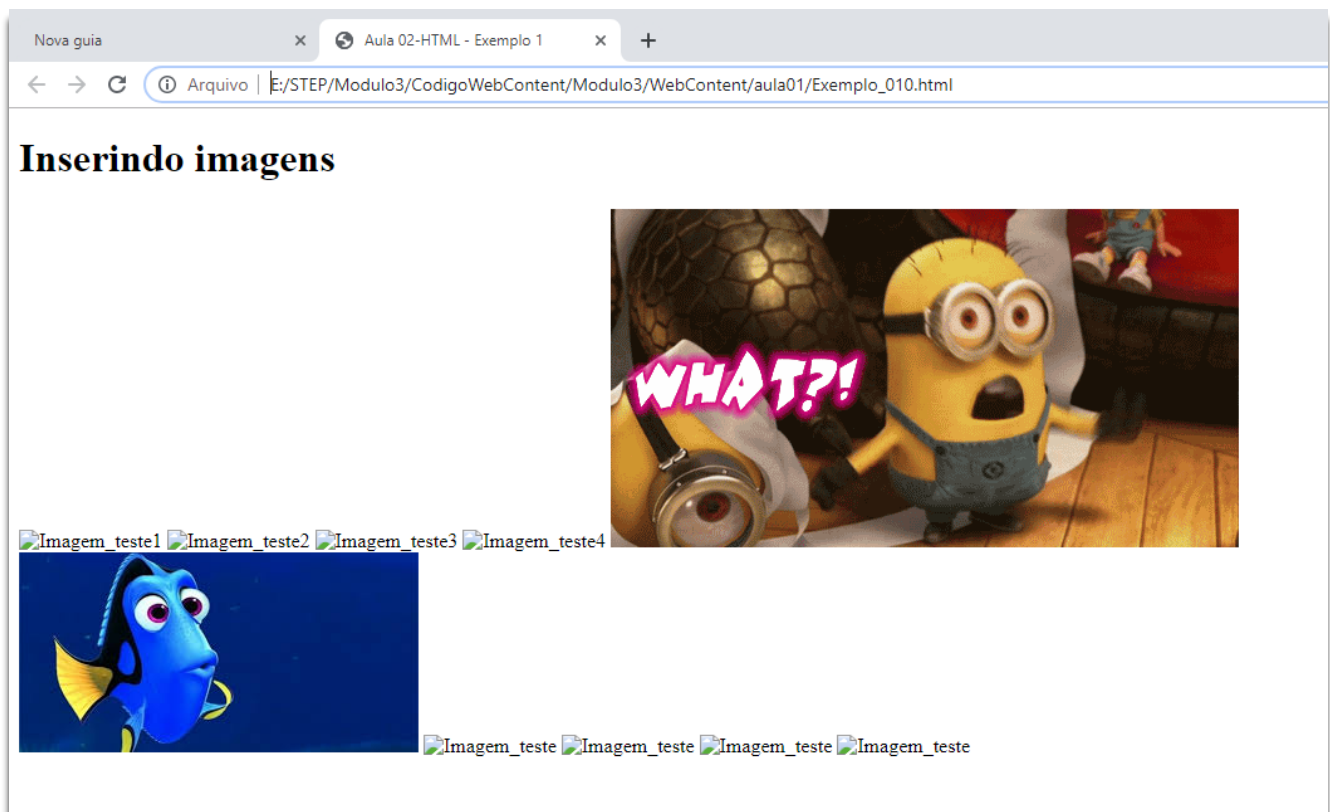 Nova guia
Aula 02-HTML - Exemplo 1
Arquivo | E:/STEP/Modulo3/CodigoWebContent/Modulo3/WebContent/aula01/Exemplo_010.html
Inserindo imagens
WHAT?!
Imagem_teste1 Imagem_teste2 Imagem_teste3 Imagem_teste4
Imagem_teste Imagem_teste Imagem_teste Imagem_teste